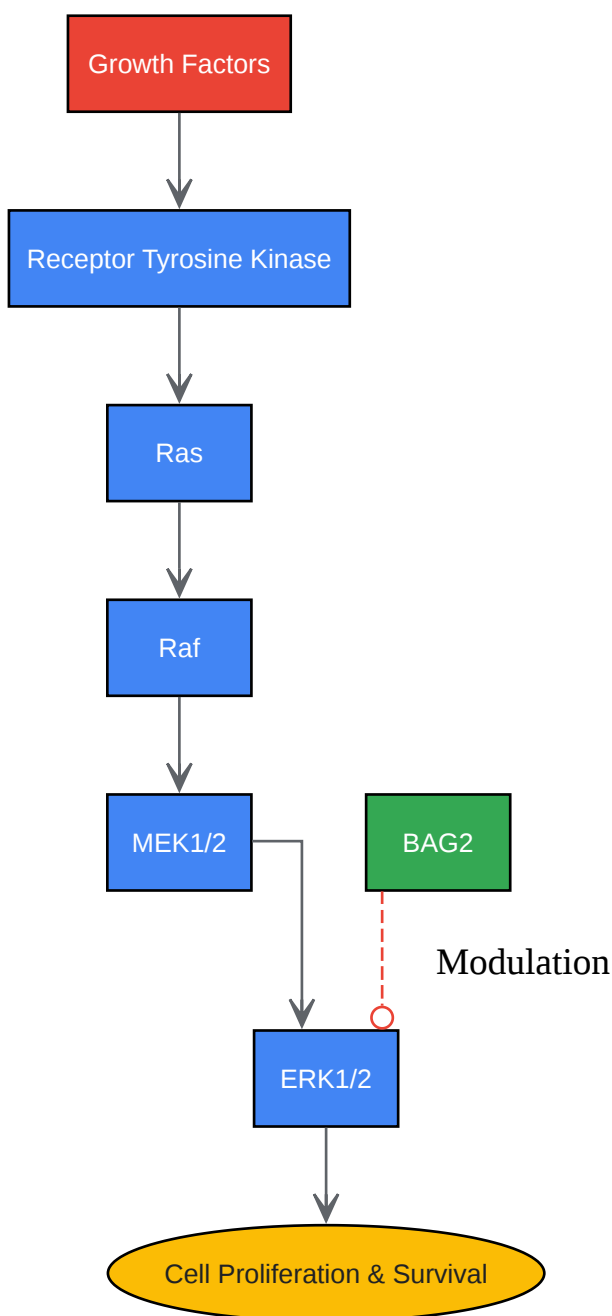 Growth Factors
Receptor Tyrosine Kinase
Ras
Raf
MEK1/2
BAG2
Modulation
ERK1/2
Cell Proliferation & Survival